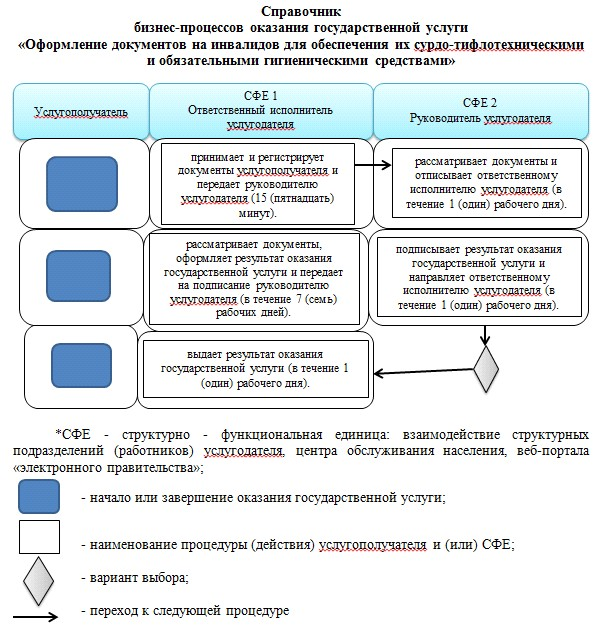 Справочник
бизнес-процессов оказания государственной услуги
«Оформление документов на инвалидов для обеспечения их сурдо-тифлотехническими
и обязательными гигиеническими средствами»
Услугополучатель
СФЕ 1
Ответственный исполнитель
услугодателя
СФЕ 2
Руководитель услугодателя
принимает и регистрирует
документы услугополучателя и
передает руководителю
услугодателя (15 (пятнадцать)
минут).
рассматривает документы и
отписывает ответственному
исполнителю услугодателя (в
течение 1 (один) рабочего дня).
рассматривает документы,
оформляет результат оказания
государственной услуги и передает
на подписание руководителю
услугодателя (в течение 7 (семь)
рабочих дней).
подписывает результат оказания
государственной услуги и
направляет ответственному
исполнителю услугодателя (в
течение 1 (один) рабочего дня).
выдает результат оказания
государственной услуги (в течение 1
(один) рабочего дня).
*СФЕ - структурно - функциональная единица: взаимодействие структурных
подразделений (работников) услугодателя, центра обслуживания населения, веб-портала
«электронного правительства»;
- начало или завершение оказания государственной услуги;
- наименование процедуры (действия) услугополучателя и (или) СФЕ;
- вариант выбора;
- переход к следующей процедуре